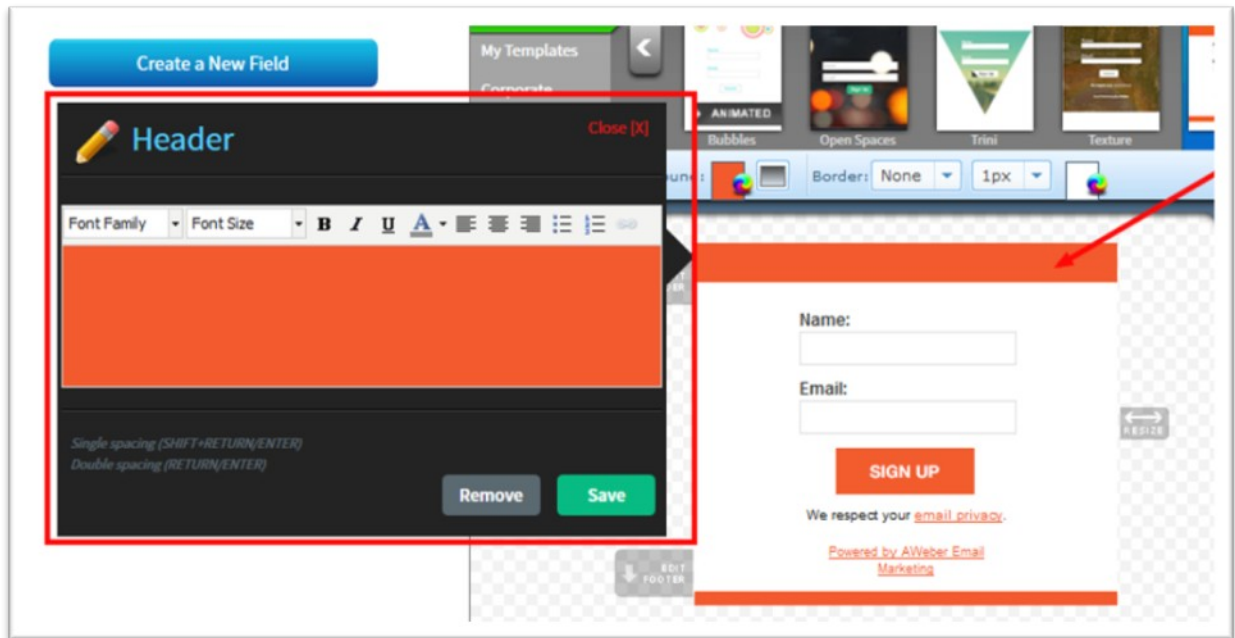 Create a New Field
Header
Close [X]
Font Family
Font Size
B I U A
Single spacing (SHIFT+RETURN/ENTER)
Double spacing (RETURN/ENTER)
Remove
Save
My Templates
Corporate
ANIMATED
Bubbles
Open Spaces
Trini
Texture
Border: None 1px
Name:
Email:
RESIZE
SIGN UP
We respect your email privacy.
Powered by AWeber Email
Marketing
EDIT
FOOTER